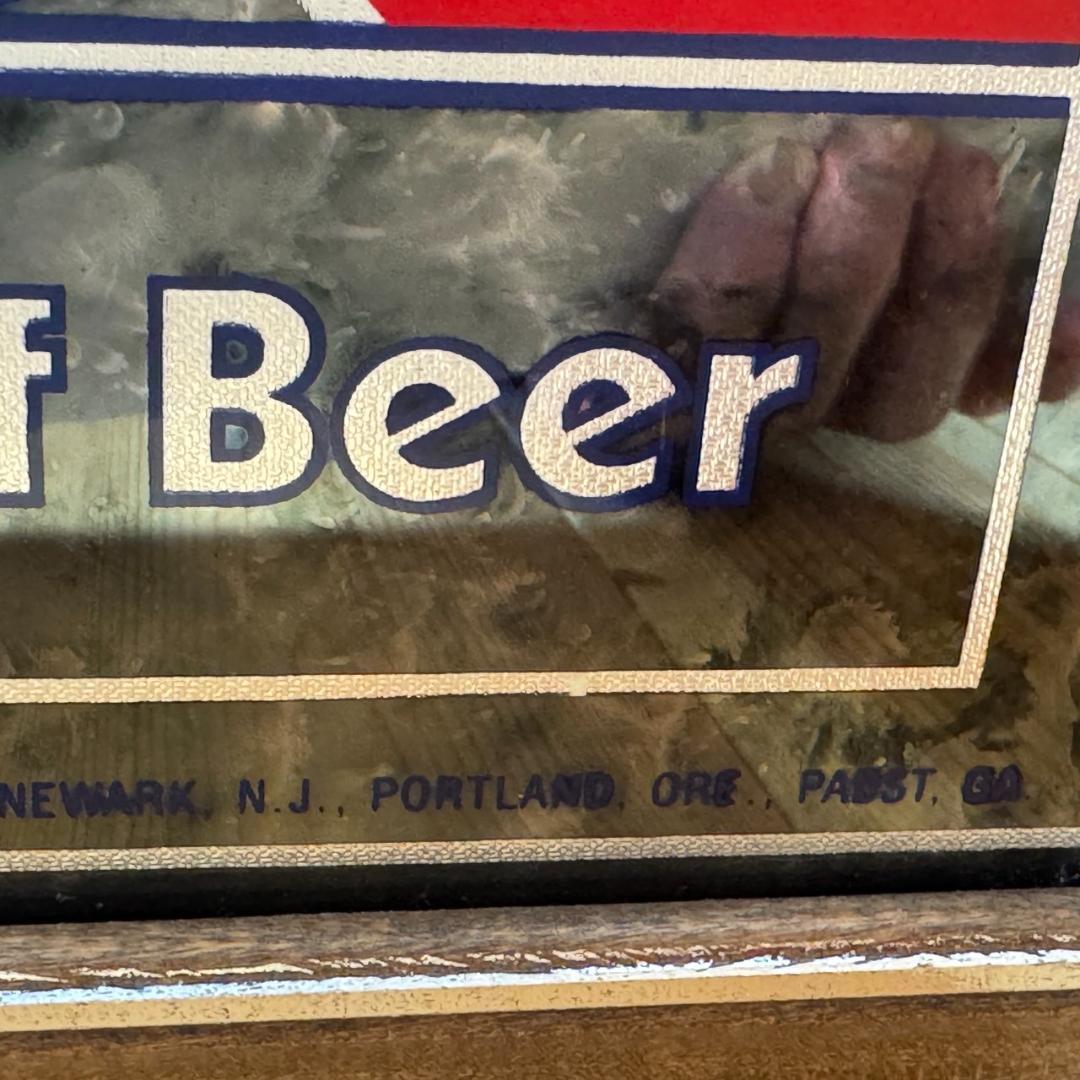 f Beer
NEWARK, N.J., PORTLAND, ORE., PABST, GA.